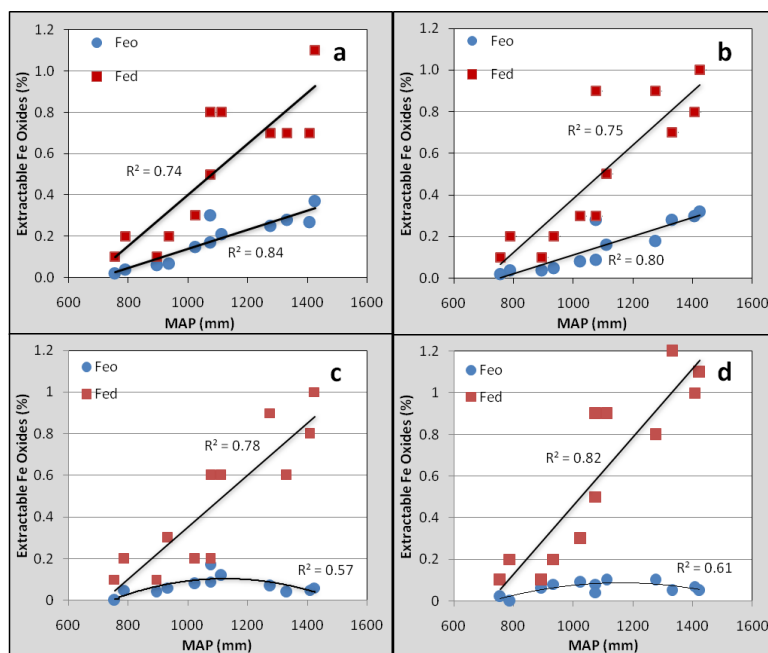 a
Feo
Fed
Extractable Fe Oxides (%)
1.2
1.0
0.8
0.6
0.4
0.2
0.0
R² = 0.74
R² = 0.84
600 800 1000 1200 1400 1600
MAP (mm)
b
Feo
Fed
Extractable Fe Oxides (%)
1.2
1.0
0.8
0.6
0.4
0.2
0.0
R² = 0.75
R² = 0.80
600 800 1000 1200 1400 1600
MAP (mm)
c
Feo
Fed
Extractable Fe Oxides (%)
1.2
1
0.8
0.6
0.4
0.2
0
R² = 0.78
R² = 0.57
600 800 1000 1200 1400 1600
MAP (mm)
d
Feo
Fed
Extractable Fe Oxides (%)
1.2
1
0.8
0.6
0.4
0.2
0
R² = 0.82
R² = 0.61
600 800 1000 1200 1400 1600
MAP (mm)